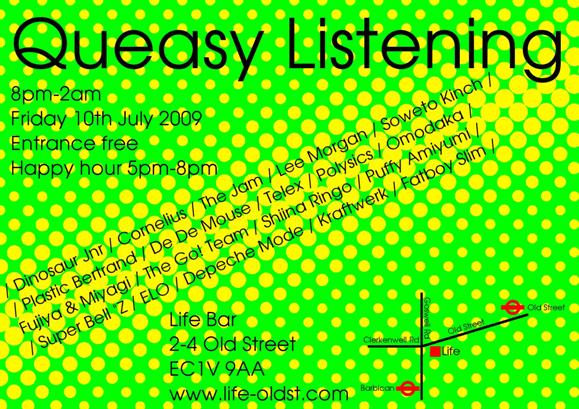 Queasy Listening
8pm-2am
Friday 10th July 2009
Entrance free
Happy hour 5pm-8pm
/ Dinosaur Jnr / Cornelius / The Jam / Lee Morgan / Soweto Kinch /
/ Plastic Bertrand / De De Mouse / Telex / Polysics / Omodaka /
Fujiya & Miyagi / The Go! Team / Shiina Ringo / Puffy Amiyumi /
/ Super Bell "Z / ELO / Depeche Mode / Kraftwerk / Fatboy Slim /
Life Bar
2-4 Old Street
EC1V 9AA
www.life-oldst.com
Goswell Rd
Old Street
Old Street
Clerkenwell Rd
Life
Barbican